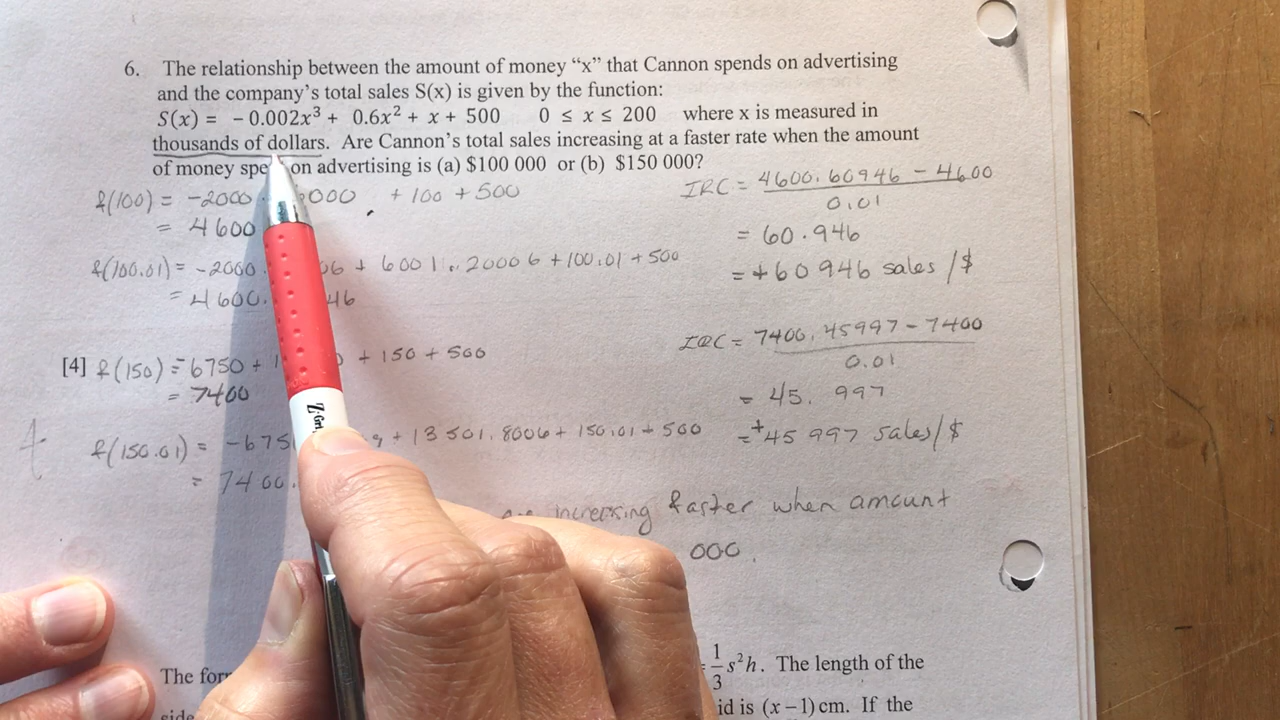 6. The relationship between the amount of money “x” that Cannon spends on advertising
and the company’s total sales S(x) is given by the function:
S(x) = − 0.002x³ + 0.6x² + x + 500 0 ≤ x ≤ 200 where x is measured in
thousands of dollars. Are Cannon’s total sales increasing at a faster rate when the amount
of money on advertising is (a) $100 000 or (b) $150 000?
f(100) = -2000 000 + 100 + 500
= 4600
f(100.01) = -2000. 06 + 6001.20006 + 100.01 + 500
= 4600. 46
IRC = 4600.60946 - 4600
0.01
= 60.946
= +60 946 sales /$
[4] f(150) = 6750 + 1 + 150 + 500
= 7400
f(150.01) = -675 9 + 13501.8006 + 150.01 + 500
= 7400.
IRC = 7400.45997 - 7400
0.01
= 45.997
= +45 997 sales/$
increasing faster when amount
000.
The
= 1/3 s²h. The length of the
id is (x − 1) cm. If the